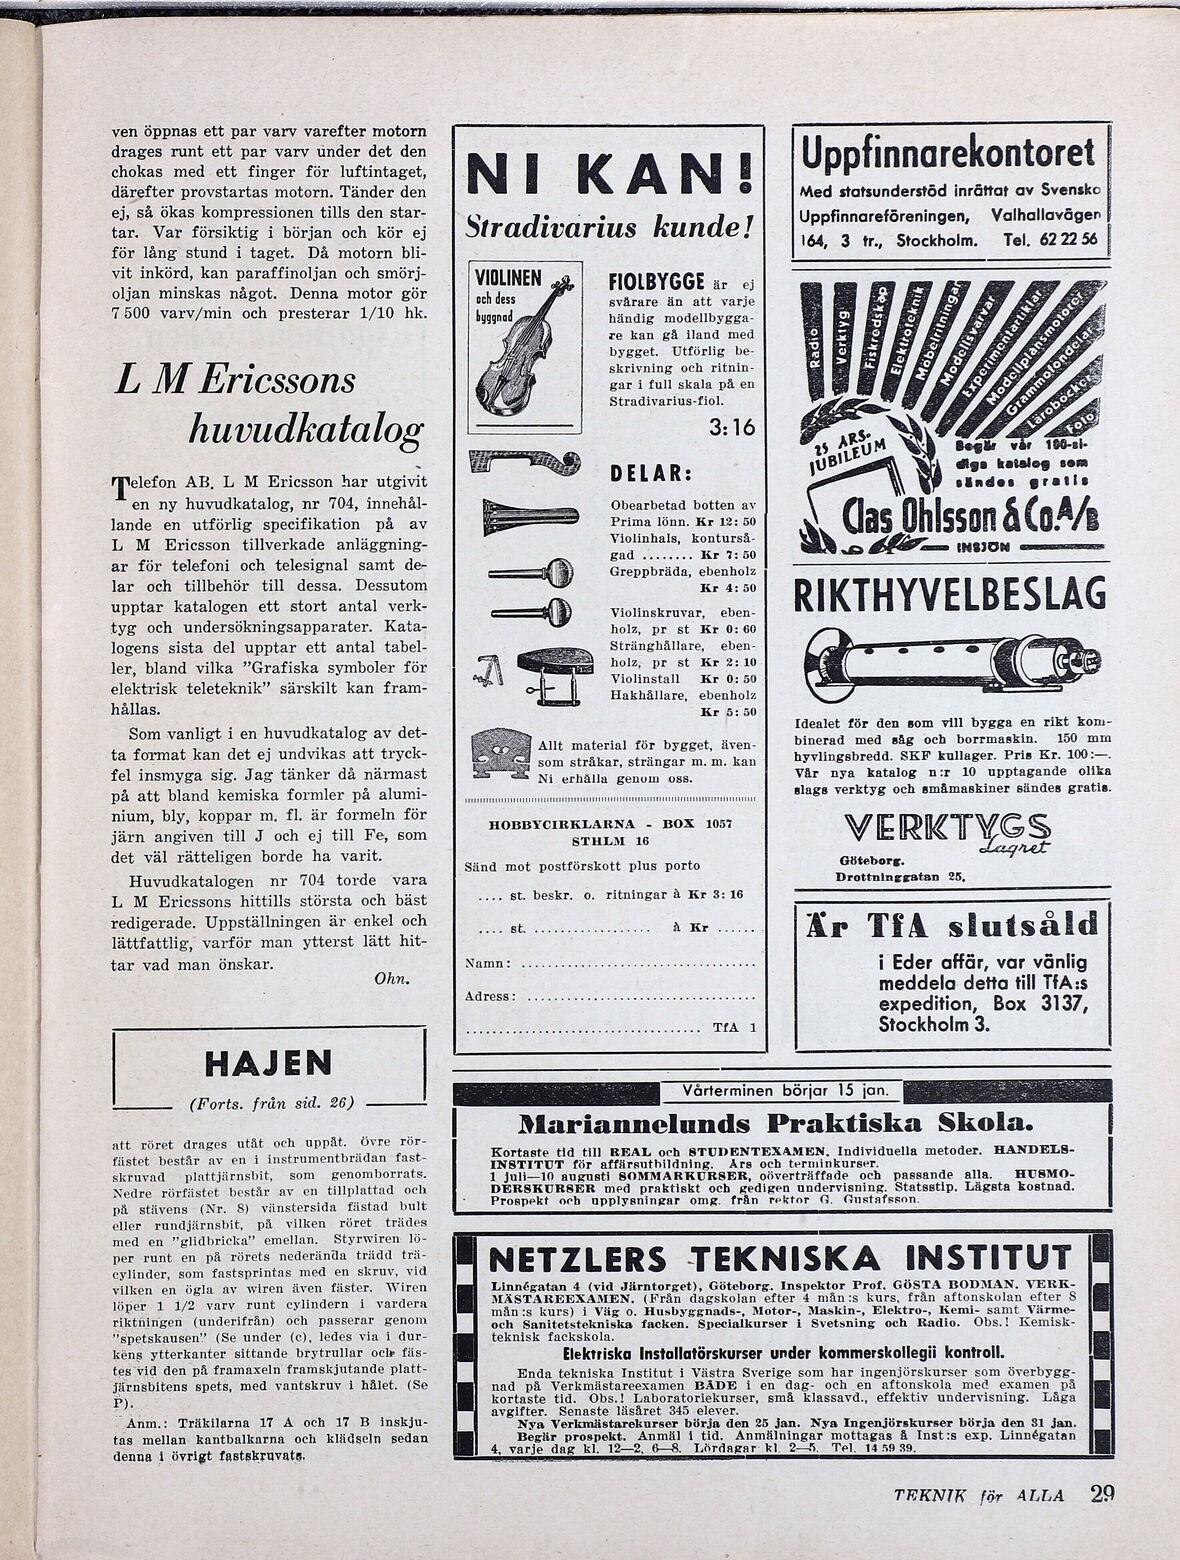 ven öppnas ett par varv varefter motorn
drages runt ett par varv under det den
chokas med ett finger för luftintaget,
därefter provstartas motorn. Tänder den
ej, så ökas kompressionen tills den star-
tar. Var försiktig i början och kör ej
för lång stund i taget. Då motorn bli-
vit inkörd, kan paraffinoljan och smörj-
oljan minskas något. Denna motor gör
7 500 varv/min och presterar 1/10 hk.
L M Ericssons
huvudkatalog
Telefon AB. L M Ericson har utgivit
en ny huvudkatalog, nr 704, innehål-
lande en utförlig specifikation på av
L M Ericsson tillverkade anläggning-
ar för telefoni och telesignal samt de-
lar och tillbehör till dessa. Dessutom
upptar katalogen ett stort antal verk-
tyg och undersökningsapparater. Kata-
logens sista del upptar ett antal tabel-
ler, bland vilka ”Grafiska symboler för
elektrisk teleteknik” särskilt kan fram-
hållas.
Som vanligt i en huvudkatalog av det-
ta format kan det ej undvikas att tryck-
fel insmyga sig. Jag tänker då närmast
på att bland kemiska formler på alumi-
nium, bly, koppar m. fl. är formeln för
järn angiven till J och ej till Fe, som
det väl rätteligen borde ha varit.
Huvudkatalogen nr 704 torde vara
L M Ericssons hittills största och bäst
redigerade. Uppställningen är enkel och
lättfattlig, varför man ytterst lätt hit-
tar vad man önskar.
Ohn.
HAJEN
(Forts. från sid. 26)
att röret drages utåt och uppåt. Övre rör-
fästet består av en i instrumentbrädan fast-
skruvad plattjärnsbit, som genomborrats.
Nedre rörfästet består av en tillplattad och
på stävens (Nr. 8) vänstersida fästad bult
eller rundjärnsbit, på vilken röret trädes
med en ”glidbricka” emellan. Styrwiren lö-
per runt en på rörets nederända trädd trä-
cylinder, som fastsprintas med en skruv, vid
vilken en ögla av wiren även fäster. Wiren
löper 1 1/2 varv runt cylindern i vardera
riktningen (underifrån) och passerar genom
”spetskausen” (Se under (c), ledes via i dur-
kens ytterkanter sittande brytrullar och fäs-
tes vid den på framaxeln framskjutande platt-
järnsbitens spets, med vantskruv i hålet. (Se
P).
Anm.: Träkilarna 17 A och 17 B inskju-
tas mellan kantbalkarna och klädseln sedan
denna i övrigt fastskruvats.
NI KAN!
Stradivarius kunde!
VIOLINEN
och dess
byggnad
FIOLBYGGE är ej
svårare än att varje
händig modellbygga-
re kan gå iland med
bygget. Utförlig be-
skrivning och ritnin-
gar i full skala på en
Stradivarius-fiol.
3:16
DELAR:
Obearbetad botten av
Prima lönn. Kr 12: 50
Violinhals, konturså-
gad ........ Kr 7: 50
Greppbräda, ebenholz
Kr 4: 50
Violinskruvar, eben-
holz, pr st Kr 0: 60
Stränghållare, eben-
holz, pr st Kr 2: 10
Violinstall Kr 0: 50
Hakhållare, ebenholz
Kr 5: 50
Allt material för bygget, även-
som stråkar, strängar m. m. kan
Ni erhålla genom oss.
HOBBYCIRKLARNA - BOX 1057
STHLM 16
Sänd mot postförskott plus porto
.... st. beskr. o. ritningar à Kr 3: 16
.... st. .................. à Kr ......
Namn: ....................................
Adress: ...................................
.................................... TfA 1
Uppfinnarekontoret
Med statsunderstöd inrättat av Svenska
Uppfinnareföreningen, Valhallavägen
164, 3 tr., Stockholm. Tel. 62 22 56
Radio
Verktyg
Fiskredskap
Elektroteknik
Möbelritningar
Modellsvarvar
Experimentartiklar
Modellplansmotorer
Grammofondelar
Läroböcker
Foto
25 ÅRS-
JUBILEUM
Begär vår 100-si-
diga katalog som
sändes gratis
Clas Ohlsson & Co. A/B
INSJÖN
RIKTHYVELBESLAG
Idealet för den som vill bygga en rikt kom-
binerad med såg och borrmaskin. 150 mm
hyvlingsbredd. SKF kullager. Pris Kr. 100:—.
Vår nya katalog n:r 10 upptagande olika
slags verktyg och småmaskiner sändes gratis.
VERKTYGS
Lagret
Göteborg.
Drottninggatan 25.
Är TfA slutsåld
i Eder affär, var vänlig
meddela detta till TfA:s
expedition, Box 3137,
Stockholm 3.
Vårterminen börjar 15 jan.
Mariannelunds Praktiska Skola.
Kortaste tid till REAL och STUDENTEXAMEN. Individuella metoder. HANDELS-
INSTITUT för affärsutbildning. Års och terminkurser.
1 juli—10 augusti SOMMARKURSER, oöverträffade och passande alla. HUSMO-
DERSKURSER med praktiskt och gedigen undervisning. Statsstip. Lägsta kostnad.
Prospekt och upplysningar omg. från rektor G. Gustafsson.
NETZLERS TEKNISKA INSTITUT
Linnégatan 4 (vid Järntorget), Göteborg. Inspektor Prof. GÖSTA BODMAN. VERK-
MÄSTAREEXAMEN. (Från dagskolan efter 4 mån:s kurs, från aftonskolan efter 8
mån:s kurs) i Väg o. Husbyggnads-, Motor-, Maskin-, Elektro-, Kemi- samt Värme-
och Sanitetstekniska facken. Specialkurser i Svetsning och Radio. Obs.! Kemisk-
teknisk fackskola.
Elektriska Installatörskurser under kommerskollegii kontroll.
Enda tekniska Institut i Västra Sverige som har ingenjörskurser som överbygg-
nad på Verkmästareexamen BÅDE i en dag- och en aftonskola med examen på
kortaste tid. Obs.! Laboratoriekurser, små klassavd., effektiv undervisning. Låga
avgifter. Senaste läsåret 345 elever.
Nya Verkmästarekurser börja den 25 jan. Nya Ingenjörskurser börja den 31 jan.
Begär prospekt. Anmäl i tid. Anmälningar mottagas å Inst:s exp. Linnégatan
4, varje dag kl. 12—2, 6—8. Lördagar kl. 2—5. Tel. 14 59 39.
TEKNIK för ALLA 29